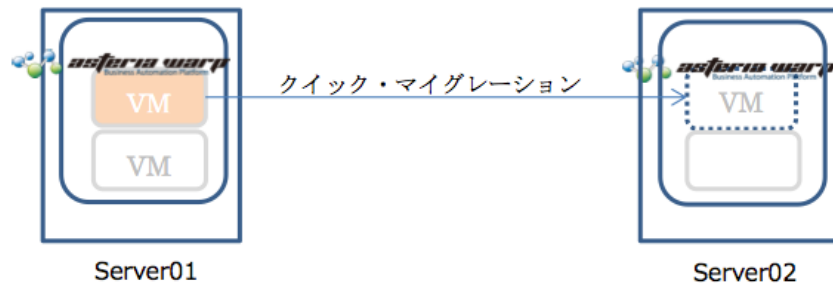 asteria warp
Business Automation Platform
VM
VM
Server01
クイック・マイグレーション
asteria warp
Business Automation Platform
VM
Server02